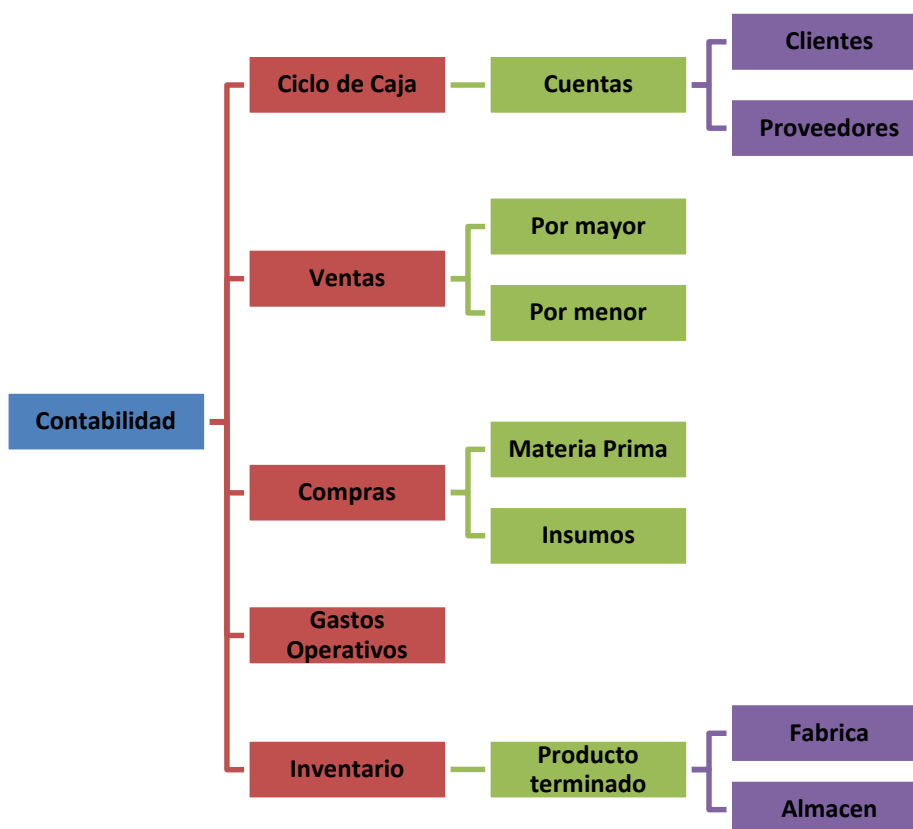 Contabilidad
Ciclo de Caja
Cuentas
Clientes
Proveedores
Ventas
Por mayor
Por menor
Compras
Materia Prima
Insumos
Gastos
Operativos
Inventario
Producto
terminado
Fabrica
Almacen